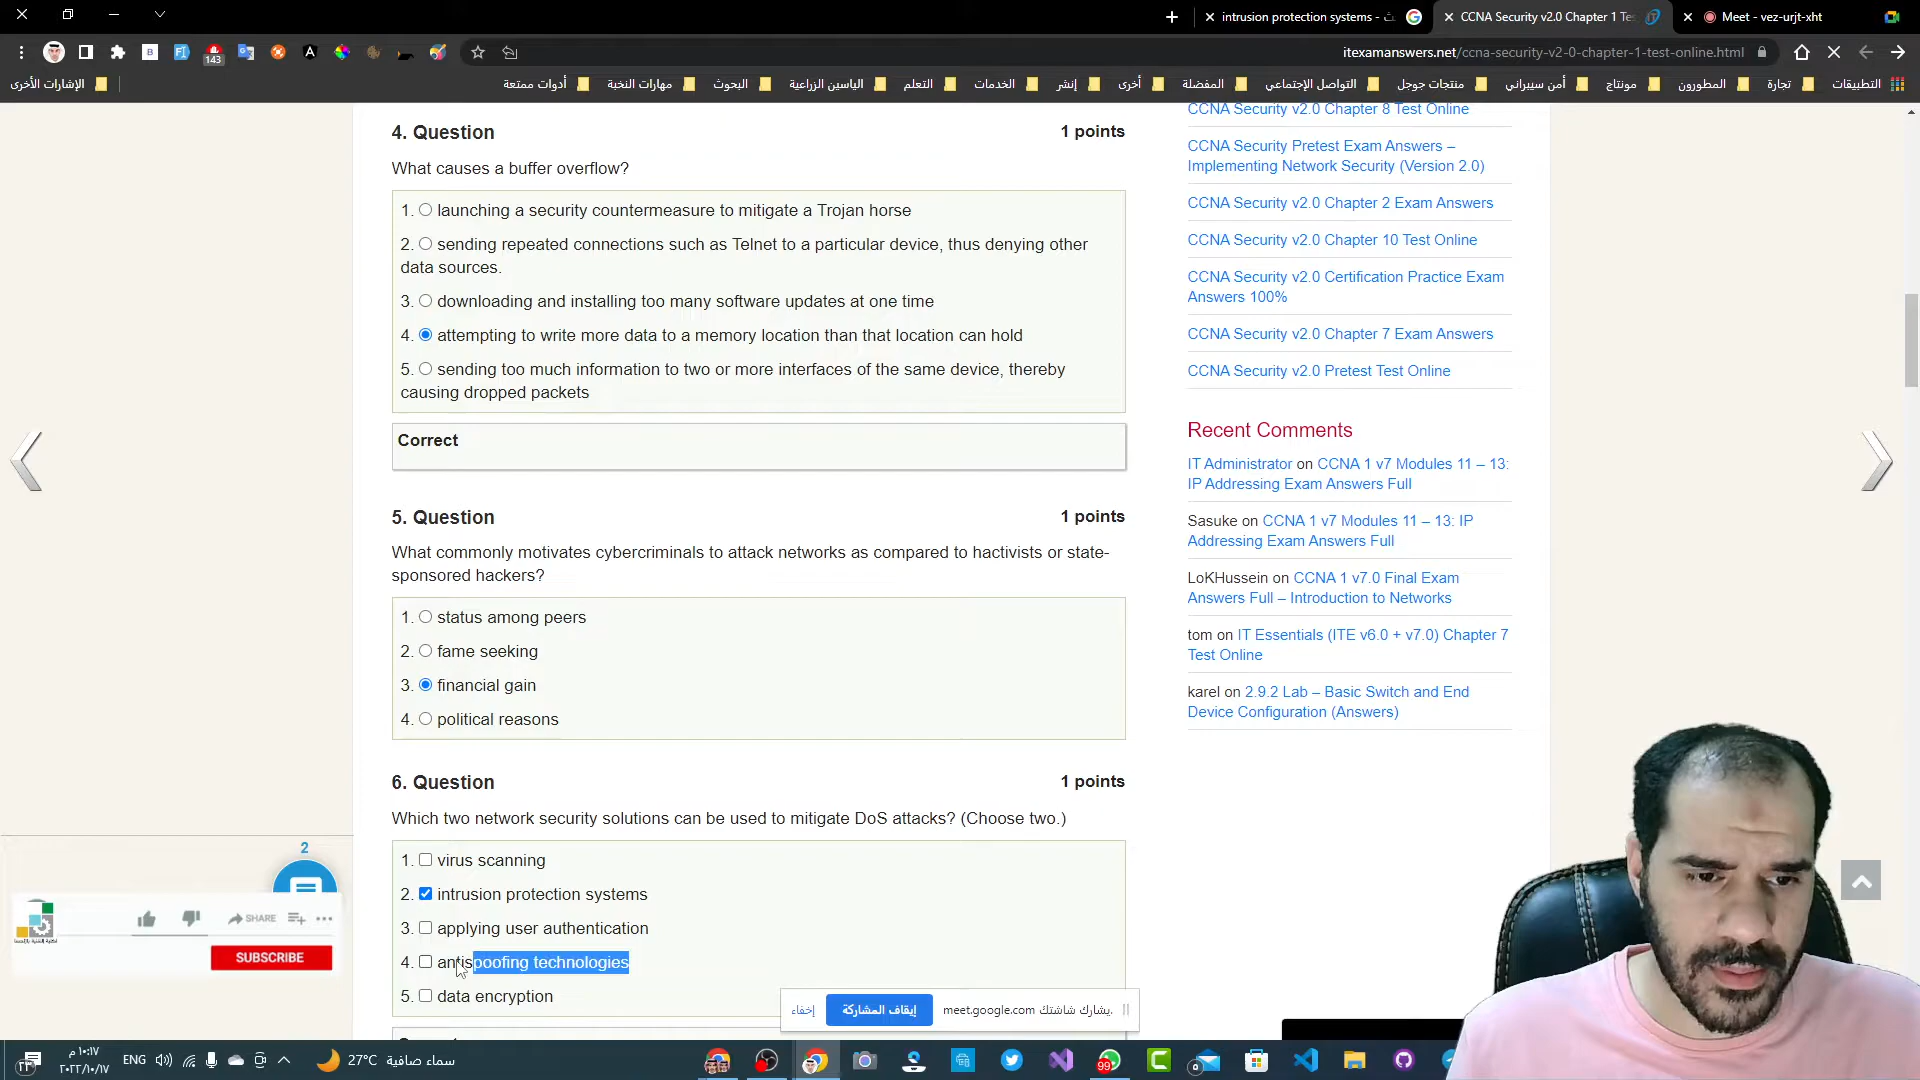 intrusion protection systems - بحث
CCNA Security v2.0 Chapter 1 Tes
Meet - vez-urjt-xht
143
itexamanswers.net/ccna-security-v2-0-chapter-1-test-online.html
التطبيقات
تجارة
المطورون
مونتاج
أمن سيبراني
منتجات جوجل
التواصل الإجتماعي
المفضلة
أخرى
إنشر
الخدمات
التعلم
الياسين الزراعية
البحوث
مهارات النخبة
أدوات ممتعة
الإشارات الأخرى
4. Question
1 points
What causes a buffer overflow?
1. launching a security countermeasure to mitigate a Trojan horse
2. sending repeated connections such as Telnet to a particular device, thus denying other
data sources.
3. downloading and installing too many software updates at one time
4. attempting to write more data to a memory location than that location can hold
5. sending too much information to two or more interfaces of the same device, thereby
causing dropped packets
Correct
5. Question
1 points
What commonly motivates cybercriminals to attack networks as compared to hactivists or state-
sponsored hackers?
1. status among peers
2. fame seeking
3. financial gain
4. political reasons
6. Question
1 points
Which two network security solutions can be used to mitigate DoS attacks? (Choose two.)
1. virus scanning
2. intrusion protection systems
3. applying user authentication
4. antispoofing technologies
5. data encryption
CCNA Security v2.0 Chapter 8 Test Online
CCNA Security Pretest Exam Answers –
Implementing Network Security (Version 2.0)
CCNA Security v2.0 Chapter 2 Exam Answers
CCNA Security v2.0 Chapter 10 Test Online
CCNA Security v2.0 Certification Practice Exam
Answers 100%
CCNA Security v2.0 Chapter 7 Exam Answers
CCNA Security v2.0 Pretest Test Online
Recent Comments
IT Administrator on CCNA 1 v7 Modules 11 – 13:
IP Addressing Exam Answers Full
Sasuke on CCNA 1 v7 Modules 11 – 13: IP
Addressing Exam Answers Full
LoKHussein on CCNA 1 v7.0 Final Exam
Answers Full – Introduction to Networks
tom on IT Essentials (ITE v6.0 + v7.0) Chapter 7
Test Online
karel on 2.9.2 Lab – Basic Switch and End
Device Configuration (Answers)
2
SHARE
SUBSCRIBE
يشارك شاشتك meet.google.com.
إيقاف المشاركة
إخفاء
١٠:١٧ م
٢٠٢٢/١٠/١٧
ENG
27°C سماء صافية
99